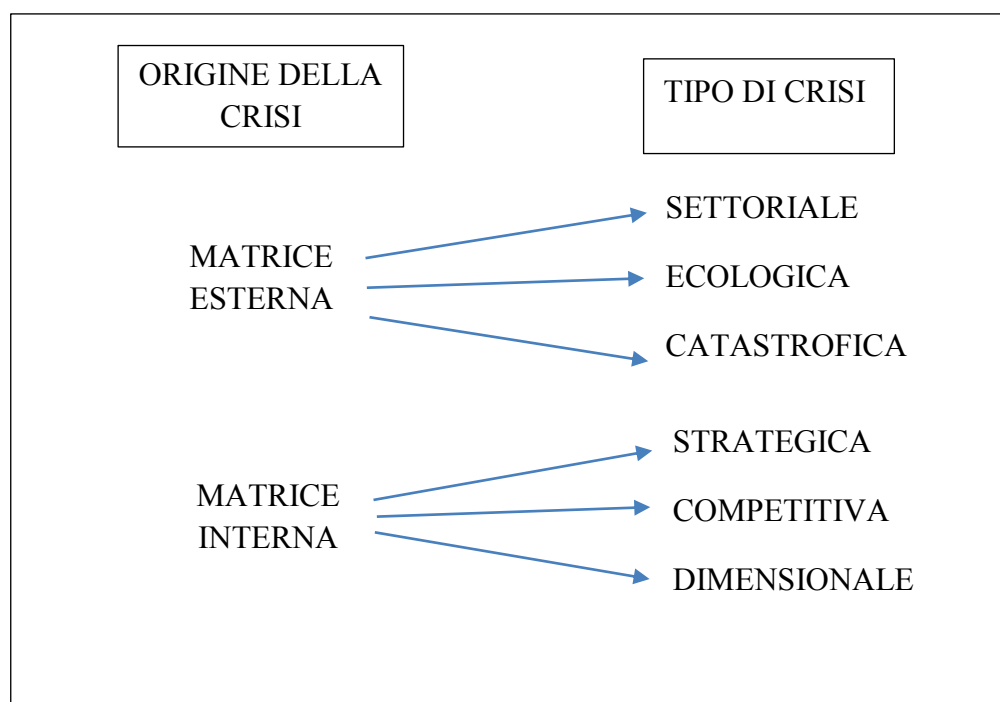 ORIGINE DELLA
CRISI
TIPO DI CRISI
MATRICE
ESTERNA
SETTORIALE
ECOLOGICA
CATASTROFICA
MATRICE
INTERNA
STRATEGICA
COMPETITIVA
DIMENSIONALE